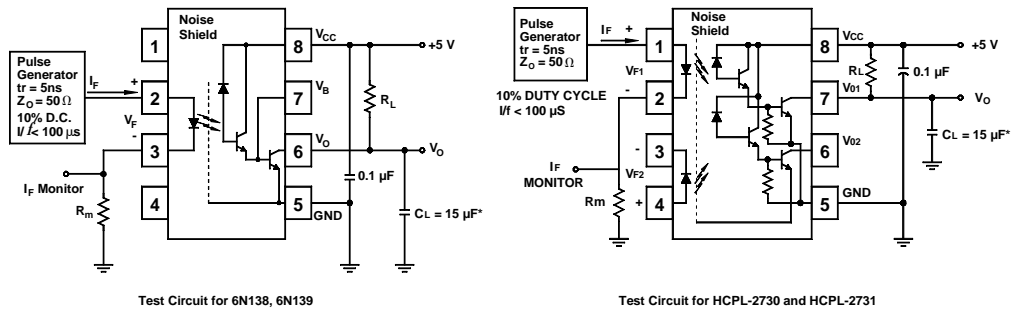 Noise
Shield
Pulse
Generator
tr = 5ns
ZO = 50 Ω
10% D.C.
I/f < 100 µs
IF
+
VF
-
1
2
3
4
8
7
6
5
VCC
VB
VO
GND
+5 V
RL
VO
0.1 µF
CL = 15 µF*
IF Monitor
Rm
Test Circuit for 6N138, 6N139
Noise
Shield
Pulse
Generator
tr = 5ns
ZO = 50 Ω
IF
+
VF1
-
10% DUTY CYCLE
I/f < 100 µS
-
VF2
+
1
2
3
4
8
7
6
5
VCC
V01
V02
GND
+5 V
RL
0.1 µF
VO
CL = 15 µF*
IF
MONITOR
Rm
Test Circuit for HCPL-2730 and HCPL-2731